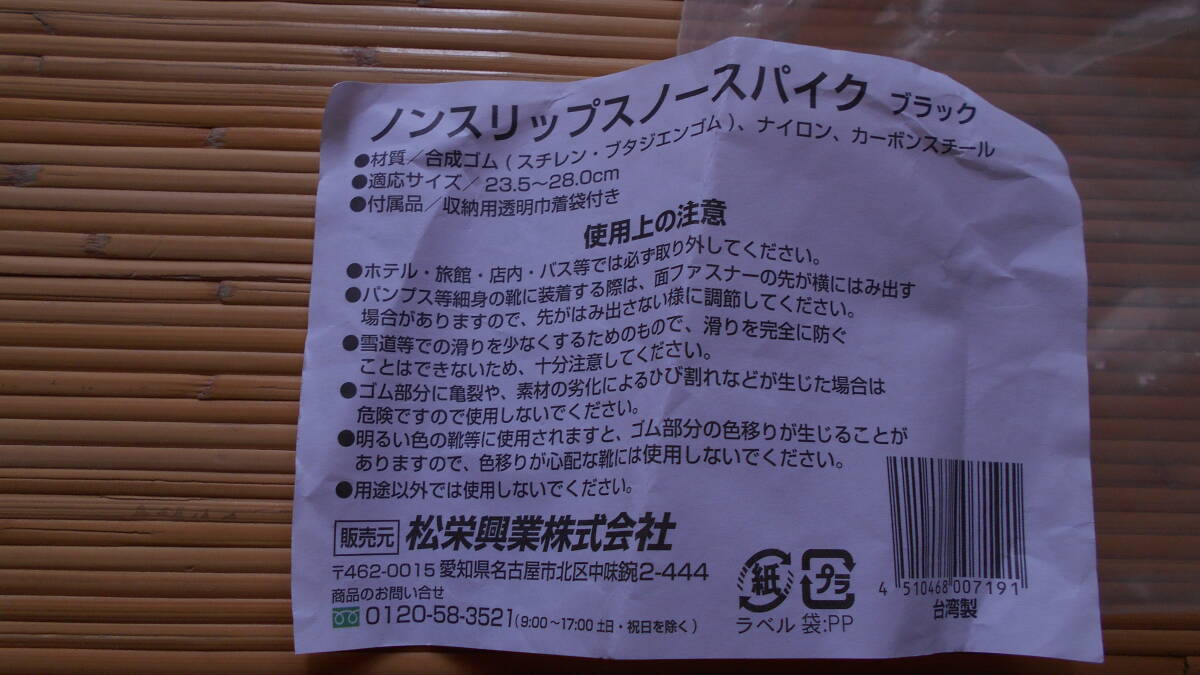 ノンスリップスノースパイク ブラック
●材質／合成ゴム(スチレン・ブタジエンゴム)、ナイロン、カーボンスチール
●適応サイズ／23.5～28.0cm
●付属品／収納用透明巾着袋付き
使用上の注意
●ホテル・旅館・店内・バス等では必ず取り外してください。
●パンプス等細身の靴に装着する際は、面ファスナーの先が横にはみ出す
場合がありますので、先がはみ出さない様に調節してください。
●雪道等での滑りを少なくするためのもので、滑りを完全に防ぐ
ことはできないため、十分注意してください。
●ゴム部分に亀裂や、素材の劣化によるひび割れなどが生じた場合は
危険ですので使用しないでください。
●明るい色の靴等に使用されますと、ゴム部分の色移りが生じることが
ありますので、色移りが心配な靴には使用しないでください。
●用途以外では使用しないでください。
販売元 松栄興業株式会社
〒462-0015 愛知県名古屋市北区中味鋺2-444
商品のお問い合せ
0120-58-3521(9:00～17:00 土日・祝日を除く)
紙 プラ
ラベル 袋:PP
4 510468 007191
台湾製